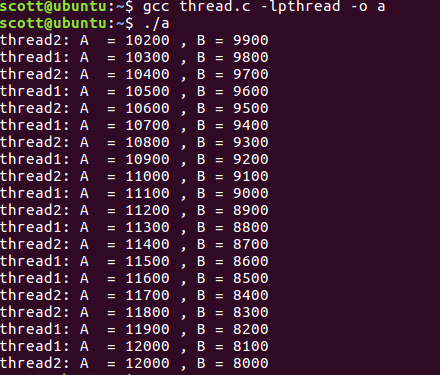 scott@ubuntu:~$ gcc thread.c -lpthread -o a
scott@ubuntu:~$ ./a
thread2: A  = 10200 , B = 9900
thread1: A  = 10300 , B = 9800
thread2: A  = 10400 , B = 9700
thread1: A  = 10500 , B = 9600
thread2: A  = 10600 , B = 9500
thread1: A  = 10700 , B = 9400
thread2: A  = 10800 , B = 9300
thread1: A  = 10900 , B = 9200
thread2: A  = 11000 , B = 9100
thread1: A  = 11100 , B = 9000
thread2: A  = 11200 , B = 8900
thread1: A  = 11300 , B = 8800
thread2: A  = 11400 , B = 8700
thread1: A  = 11500 , B = 8600
thread1: A  = 11600 , B = 8500
thread2: A  = 11700 , B = 8400
thread2: A  = 11800 , B = 8300
thread1: A  = 11900 , B = 8200
thread1: A  = 12000 , B = 8100
thread2: A  = 12000 , B = 8000